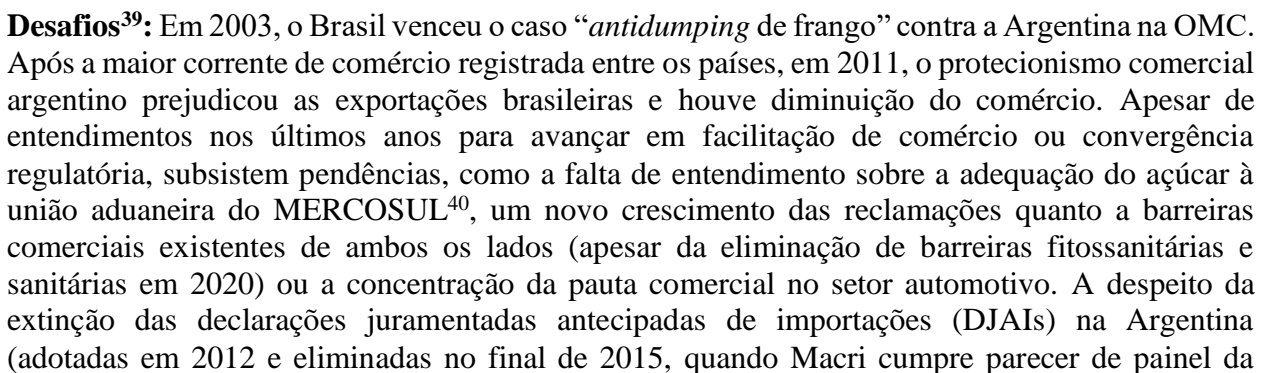 Desafios³⁹: Em 2003, o Brasil venceu o caso “antidumping de frango” contra a Argentina na OMC.
Após a maior corrente de comércio registrada entre os países, em 2011, o protecionismo comercial
argentino prejudicou as exportações brasileiras e houve diminuição do comércio. Apesar de
entendimentos nos últimos anos para avançar em facilitação de comércio ou convergência
regulatória, subsistem pendências, como a falta de entendimento sobre a adequação do açúcar à
união aduaneira do MERCOSUL⁴⁰, um novo crescimento das reclamações quanto a barreiras
comerciais existentes de ambos os lados (apesar da eliminação de barreiras fitossanitárias e
sanitárias em 2020) ou a concentração da pauta comercial no setor automotivo. A despeito da
extinção das declarações juramentadas antecipadas de importações (DJAIs) na Argentina
(adotadas em 2012 e eliminadas no final de 2015, quando Macri cumpre parecer de painel da